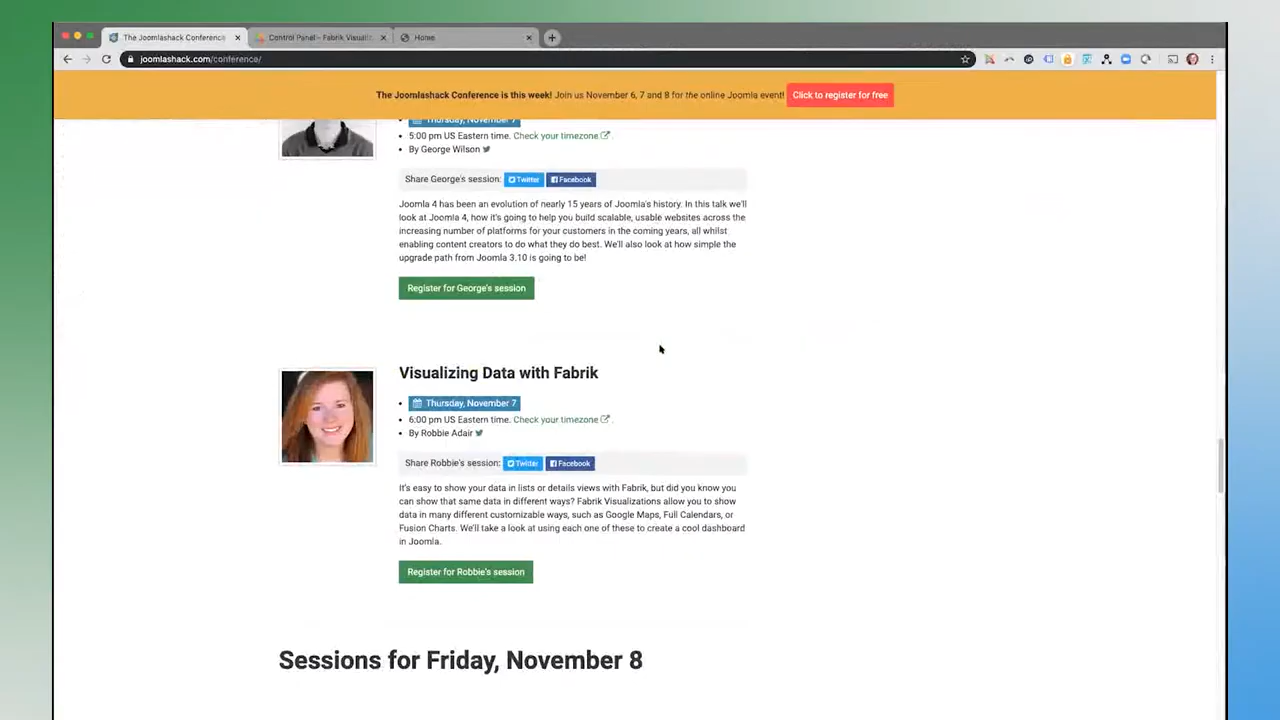 The Joomlashack Conference
Control Panel - Fabrik Visualiz
Home
joomlashack.com/conference/
The Joomlashack Conference is this week! Join us November 6, 7 and 8 for the online Joomla event! Click to register for free
Thursday, November 7
5:00 pm US Eastern time. Check your timezone
By George Wilson
Share George's session: Twitter Facebook
Joomla 4 has been an evolution of nearly 15 years of Joomla's history. In this talk we'll
look at Joomla 4, how it's going to help you build scalable, usable websites across the
increasing number of platforms for your customers in the coming years, all whilst
enabling content creators to do what they do best. We'll also look at how simple the
upgrade path from Joomla 3.10 is going to be!
Register for George's session
Visualizing Data with Fabrik
Thursday, November 7
6:00 pm US Eastern time. Check your timezone
By Robbie Adair
Share Robbie's session: Twitter Facebook
It's easy to show your data in lists or details views with Fabrik, but did you know you
can show that same data in different ways? Fabrik Visualizations allow you to show
data in many different customizable ways, such as Google Maps, Full Calendars, or
Fusion Charts. We'll take a look at using each one of these to create a cool dashboard
in Joomla.
Register for Robbie's session
Sessions for Friday, November 8